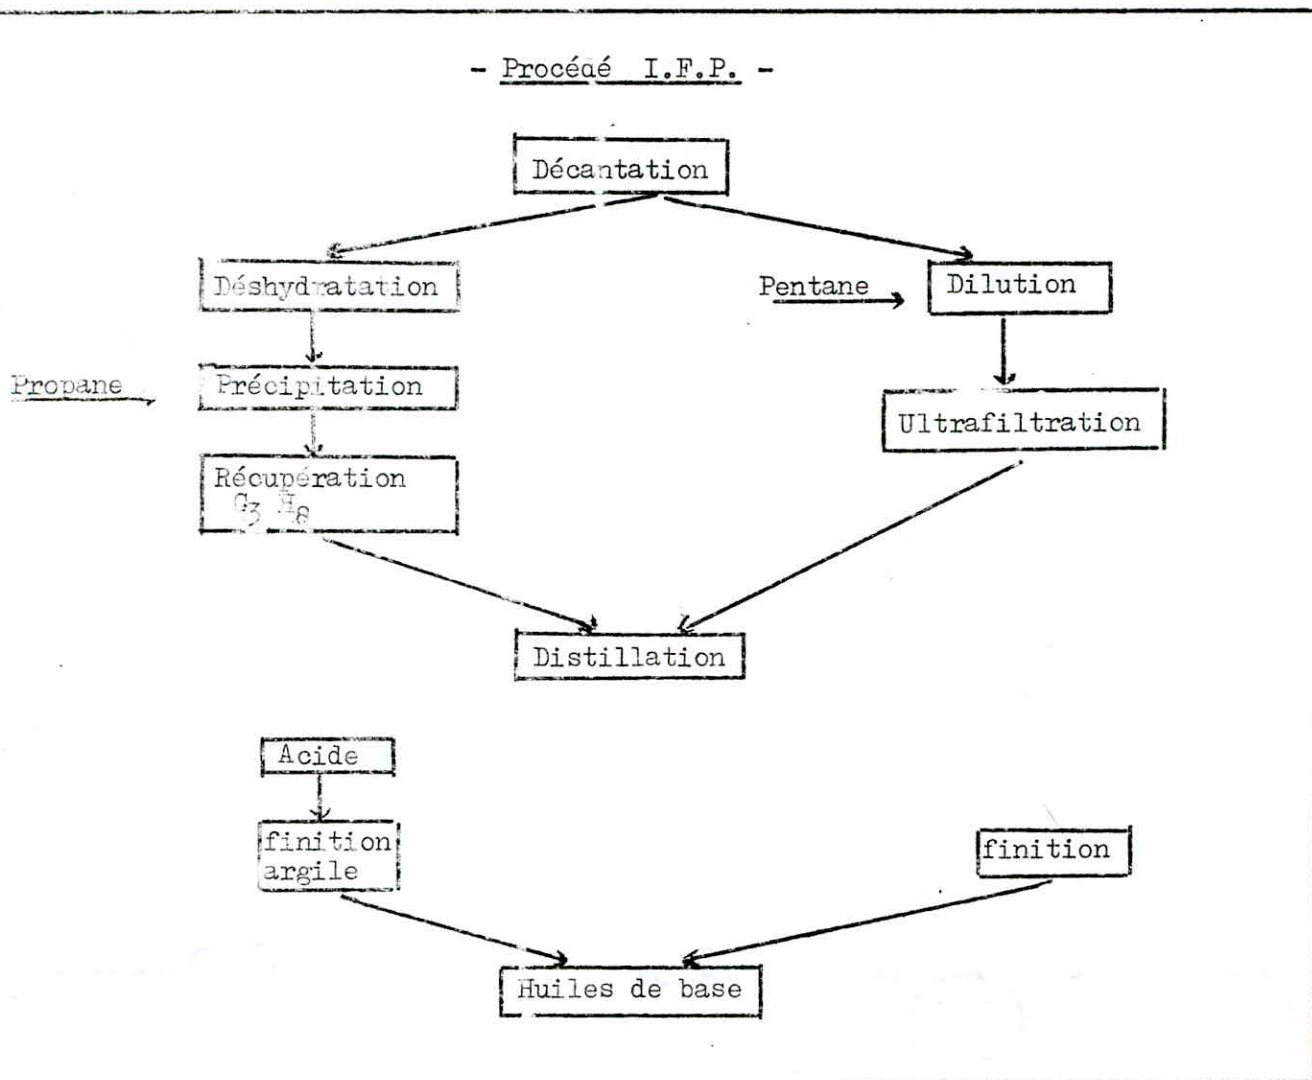 - Procédé I.F.P. -
Décantation
Déshydratation
Pentane
Dilution
Propane
Précipitation
Ultrafiltration
Récupération
C3 H8
Distillation
Acide
finition
argile
finition
Huiles de base